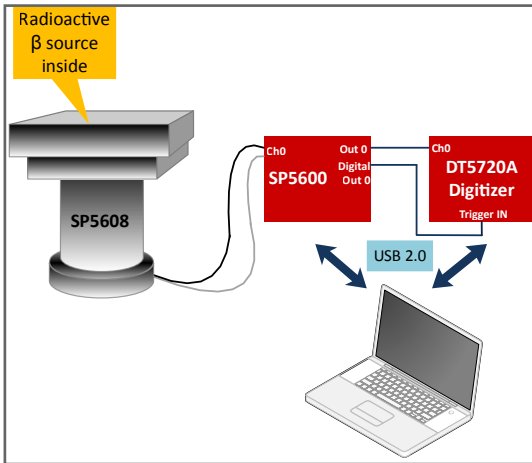 Radioactive
β source
inside
SP5608
Ch0
Out 0
SP5600
Digital
Out 0
Ch0
DT5720A
Digitizer
Trigger IN
USB 2.0